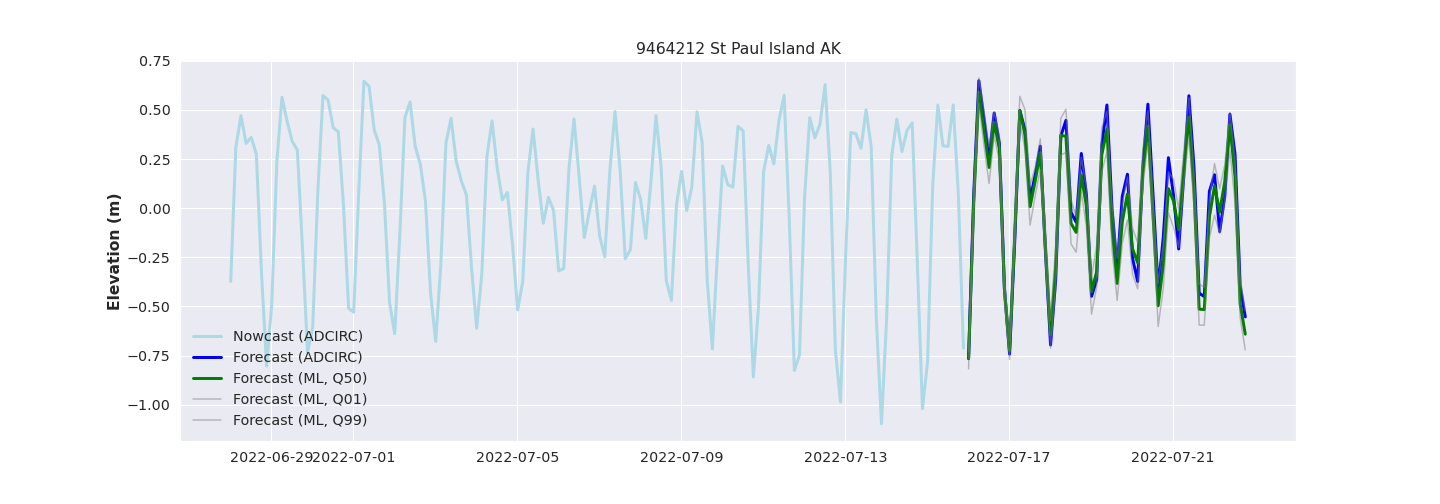 9464212 St Paul Island AK
0.75
0.50
0.25
0.00
−0.25
−0.50
−0.75
−1.00
Elevation (m)
Nowcast (ADCIRC)
Forecast (ADCIRC)
Forecast (ML, Q50)
Forecast (ML, Q01)
Forecast (ML, Q99)
2022-06-29 2022-07-01 2022-07-05 2022-07-09 2022-07-13 2022-07-17 2022-07-21